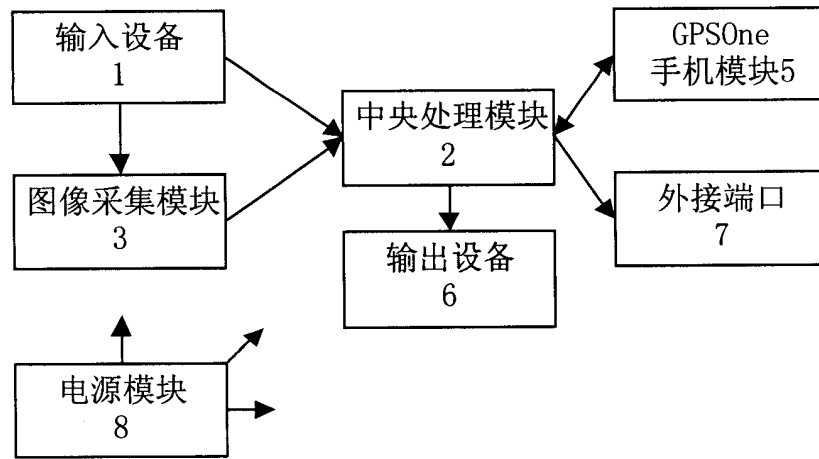 输入设备
1
GPSOne
手机模块5
中央处理模块
2
图像采集模块
3
外接端口
7
输出设备
6
电源模块
8